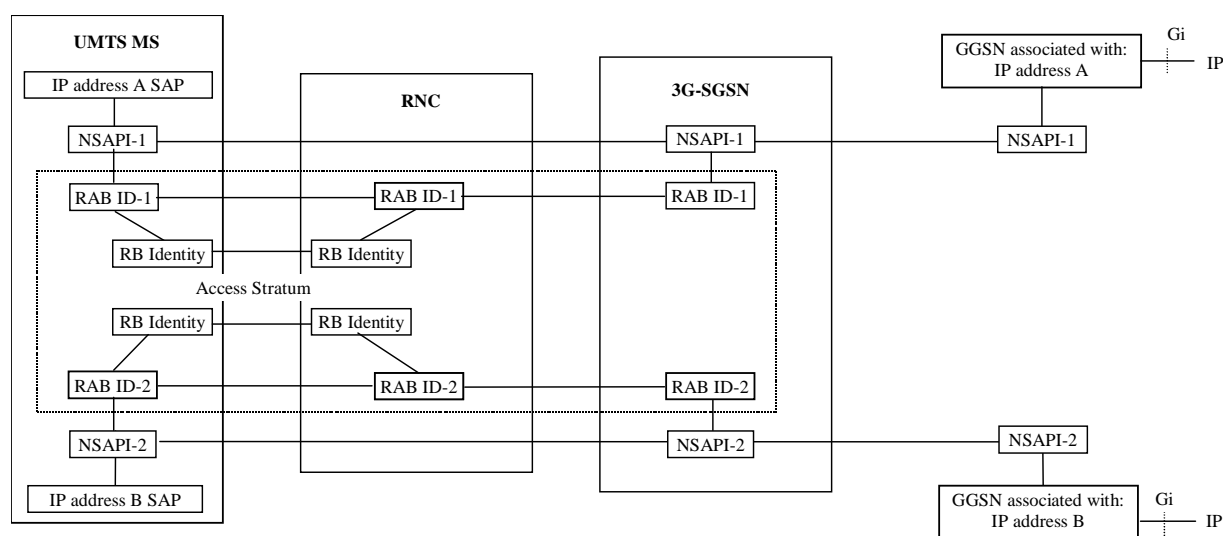 UMTS MS
RNC
3G-SGSN
GGSN associated with:
IP address A
Gi
IP
IP address A SAP
NSAPI-1
NSAPI-1
NSAPI-1
RAB ID-1
RAB ID-1
RAB ID-1
RB Identity
RB Identity
Access Stratum
RB Identity
RB Identity
RAB ID-2
RAB ID-2
RAB ID-2
NSAPI-2
NSAPI-2
NSAPI-2
IP address B SAP
GGSN associated with:
IP address B
Gi
IP